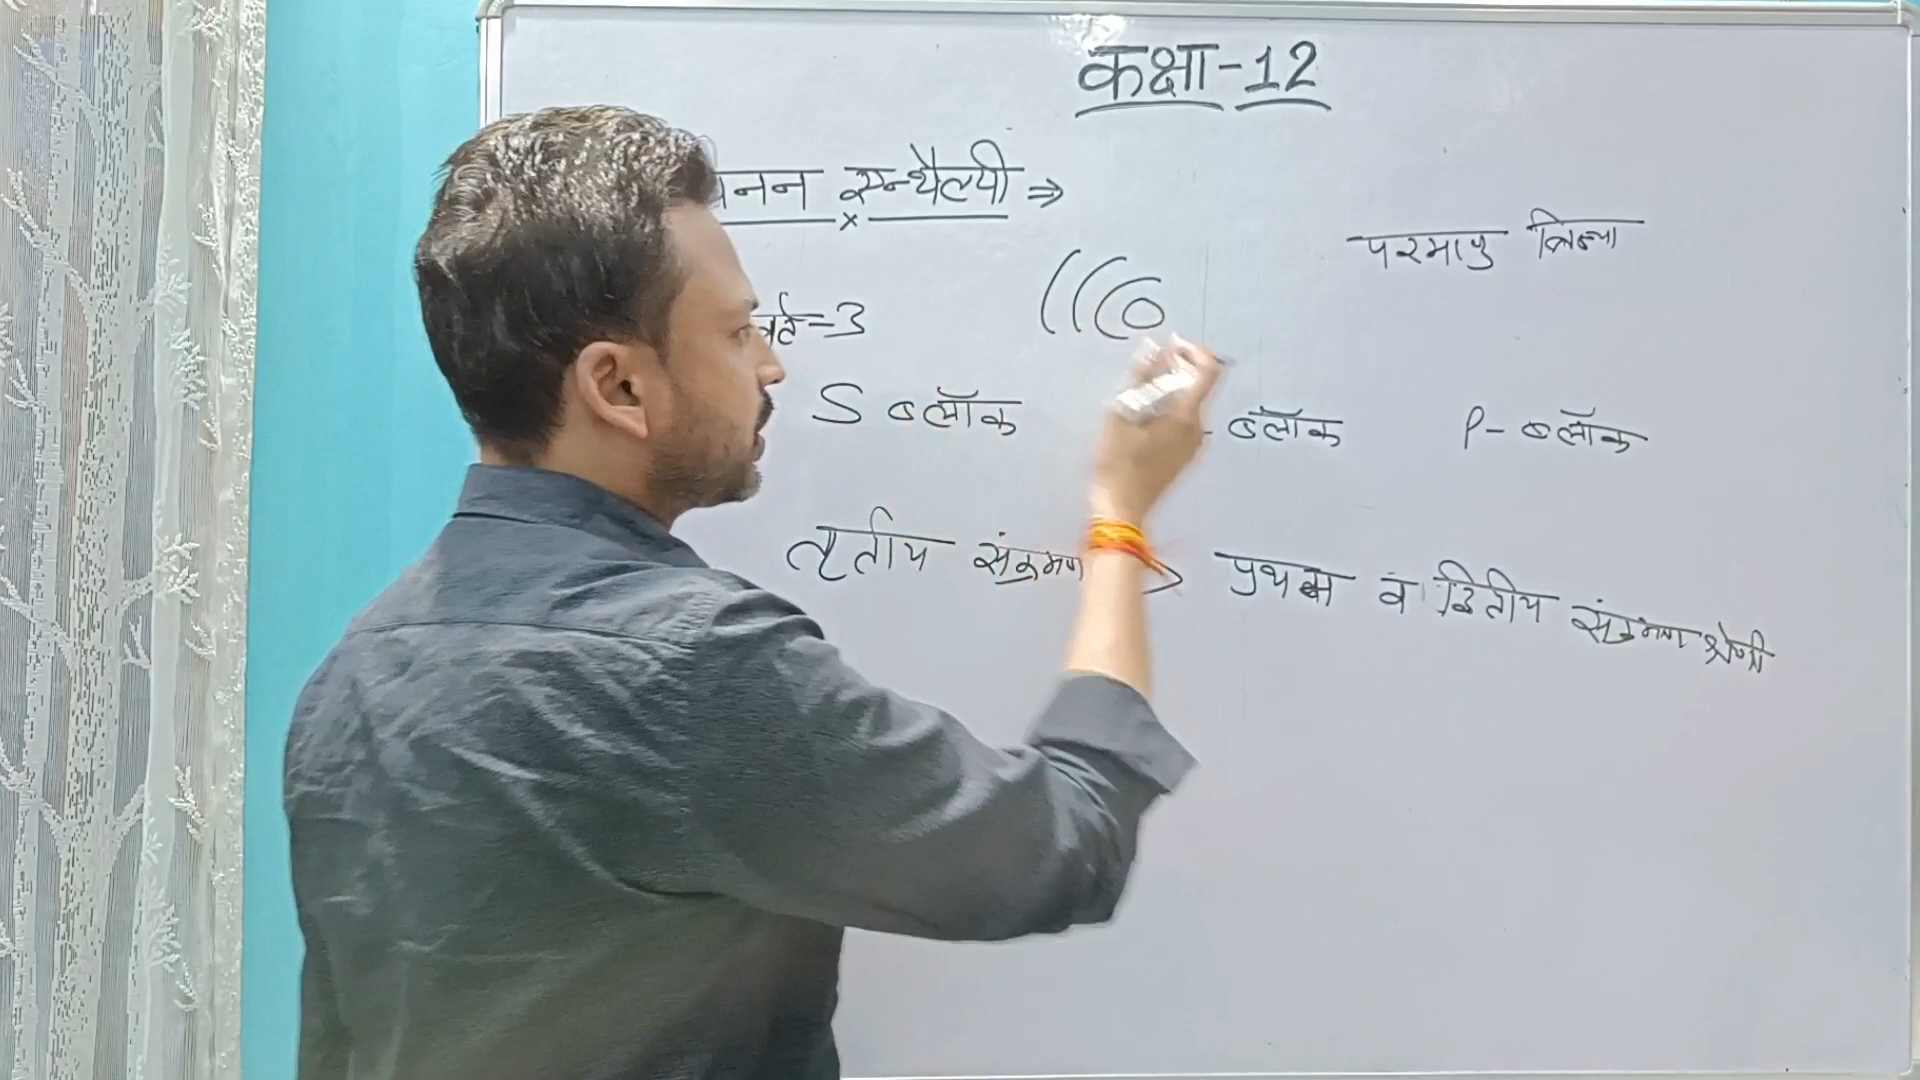 कक्षा-12
नन एन्थैल्पी ⇒
परमाणु त्रिज्या
र्ट-3
S ब्लॉक - ब्लॉक P- ब्लॉक
तृतीय संक्रमण > प्रथम व द्वितीय संक्रमण श्रेणी